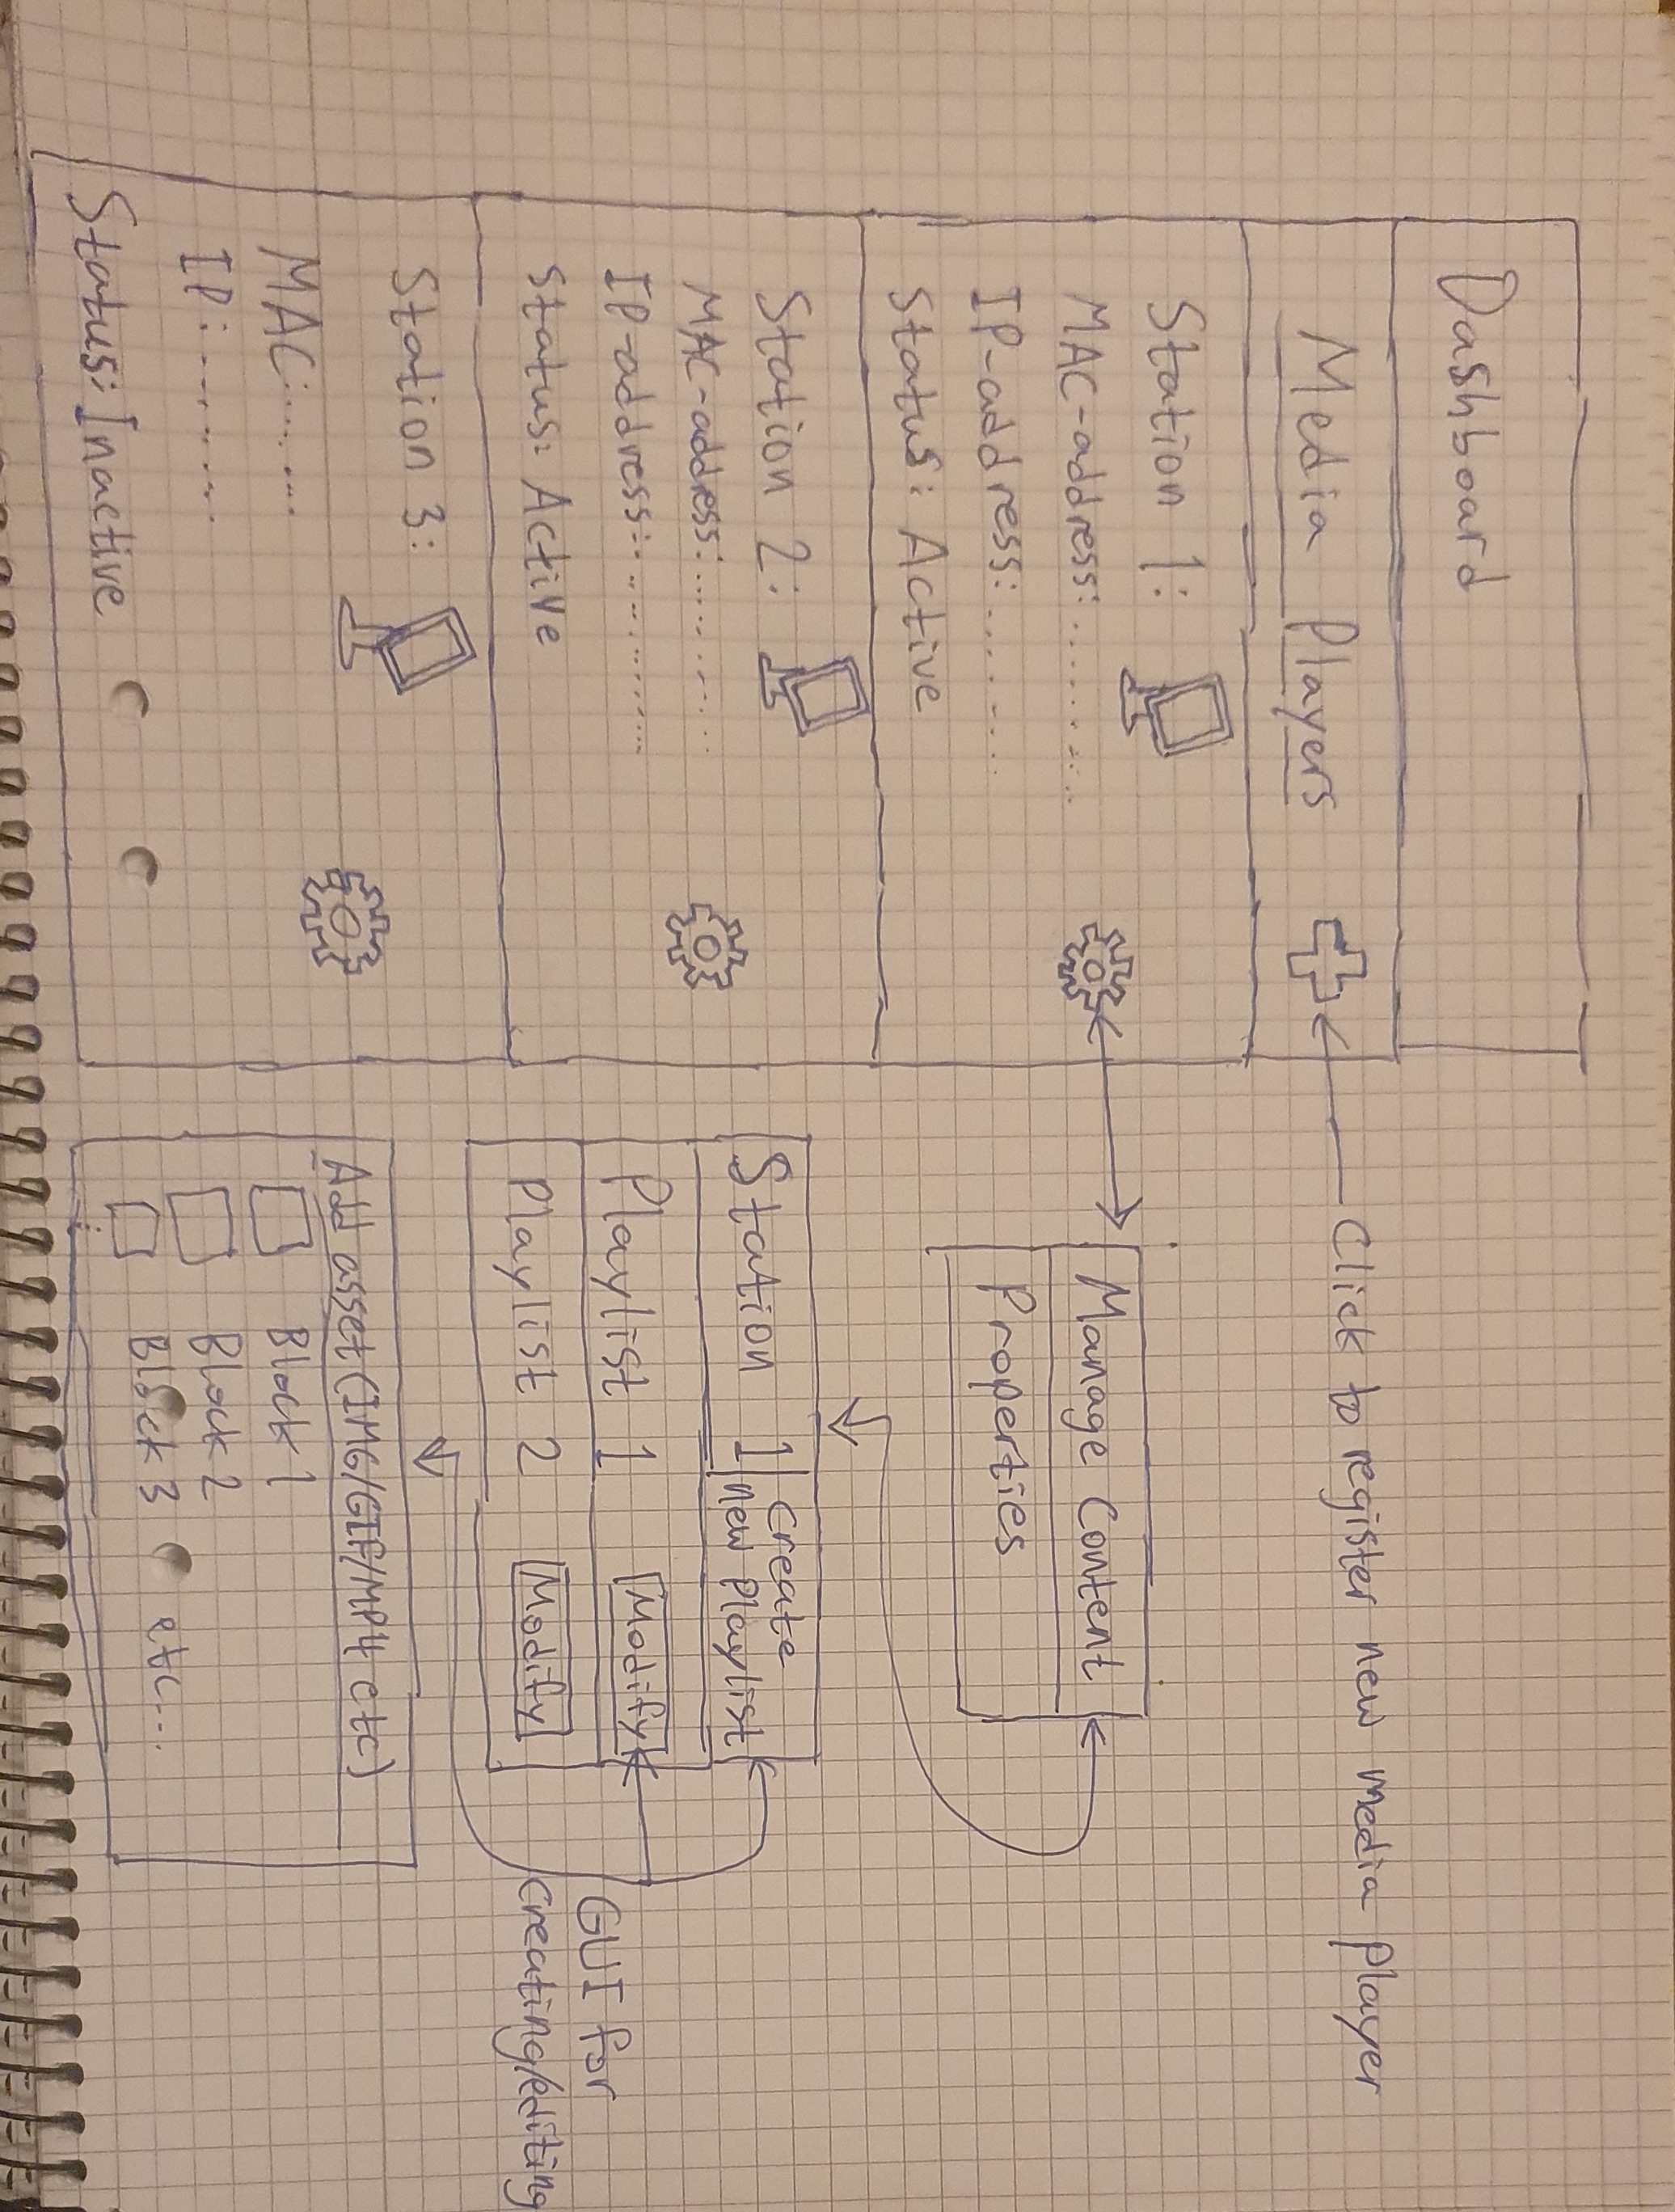 Dashboard
Media Players
Click to register new media player
Station 1:
MAC-address:..........
IP-address:........
Status: Active
Manage Content
Properties
Station 2:
MAC-address:...........
IP-address:..............
Status: Active
Station 1
Create
new Playlist
Playlist 1
Modify
Playlist 2
Modify
GUI for
creating/editing
Station 3:
MAC:.......
IP:.........
Status: Inactive
Add asset (IMG/GIF/MP4 etc)
Block 1
Block 2
Block 3 etc...